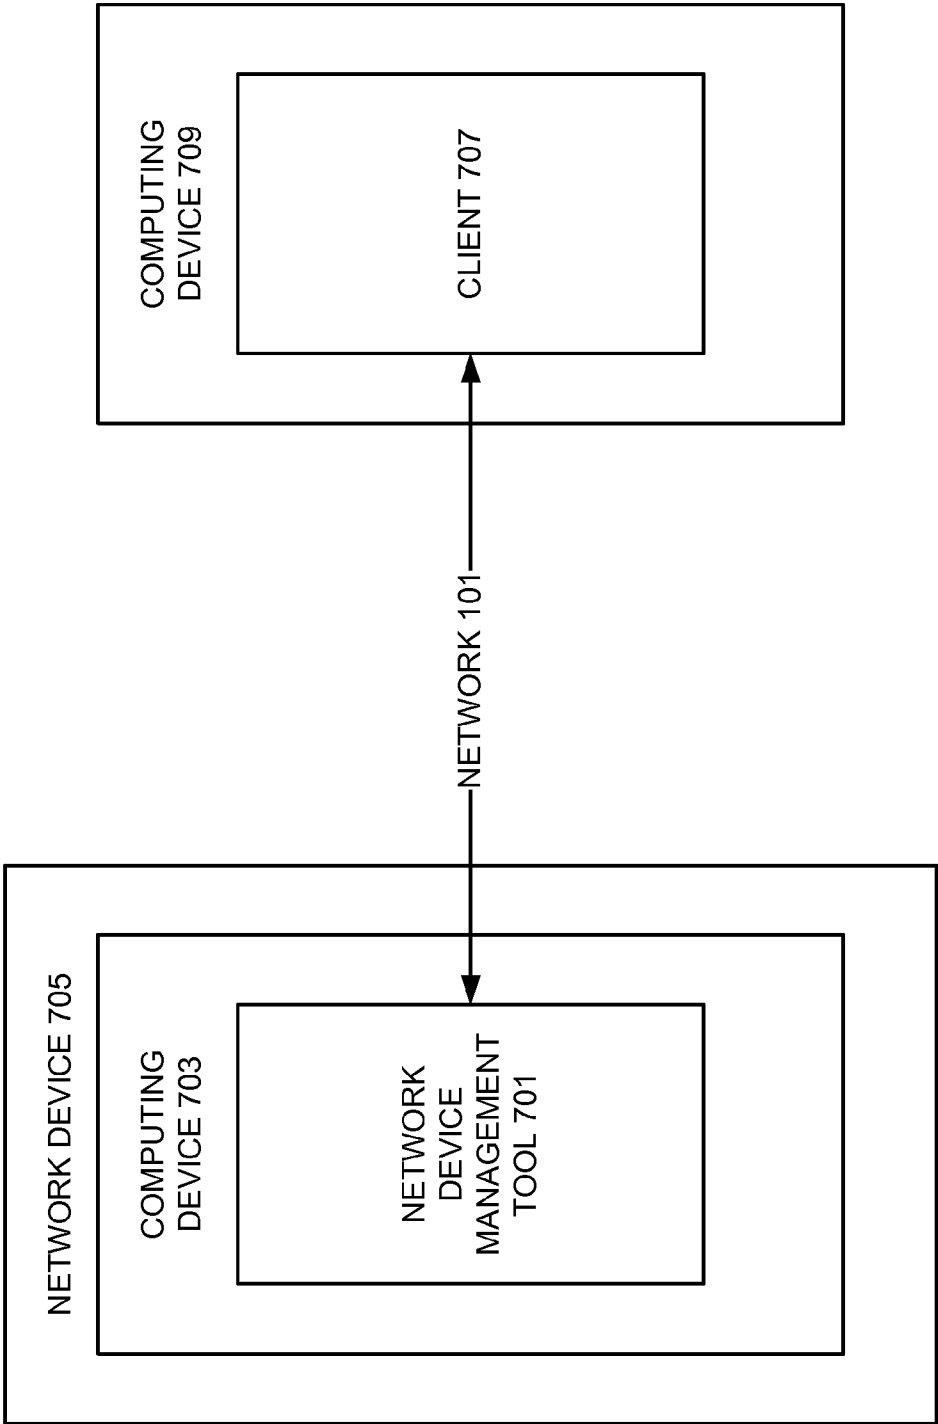 NETWORK DEVICE 705
COMPUTING
DEVICE 703
NETWORK
DEVICE
MANAGEMENT
TOOL 701
NETWORK 101
COMPUTING
DEVICE 709
CLIENT 707